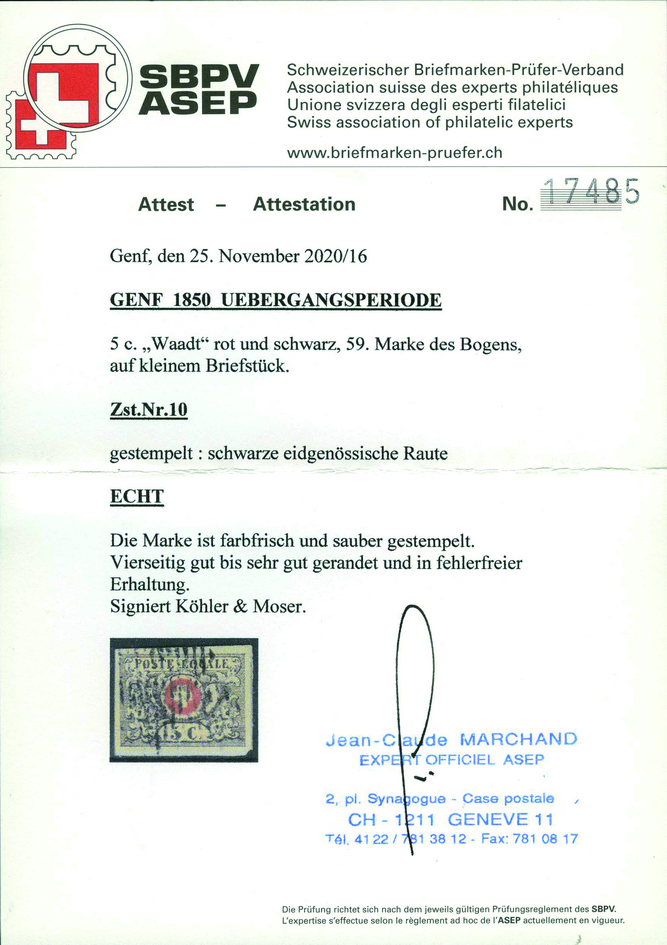 SBPV
ASEP
Schweizerischer Briefmarken-Prüfer-Verband
Association suisse des experts philatéliques
Unione svizzera degli esperti filatelici
Swiss association of philatelic experts
www.briefmarken-pruefer.ch
Attest – Attestation No. 17485
Genf, den 25. November 2020/16
GENF 1850 UEBERGANGSPERIODE
5 c. „Waadt“ rot und schwarz, 59. Marke des Bogens,
auf kleinem Briefstück.
Zst.Nr.10
gestempelt : schwarze eidgenössische Raute
ECHT
Die Marke ist farbfrisch und sauber gestempelt.
Vierseitig gut bis sehr gut gerandet und in fehlerfreier
Erhaltung.
Signiert Köhler & Moser.
POSTE LOCALE
5 C
Jean-Claude MARCHAND
EXPERT OFFICIEL ASEP
2, pl. Synagogue - Case postale
CH - 1211 GENEVE 11
Tél. 41 22 / 781 38 12 - Fax: 781 08 17
Die Prüfung richtet sich nach dem jeweils gültigen Prüfungsreglement des SBPV.
L'expertise s'effectue selon le règlement ad hoc de l'ASEP actuellement en vigueur.